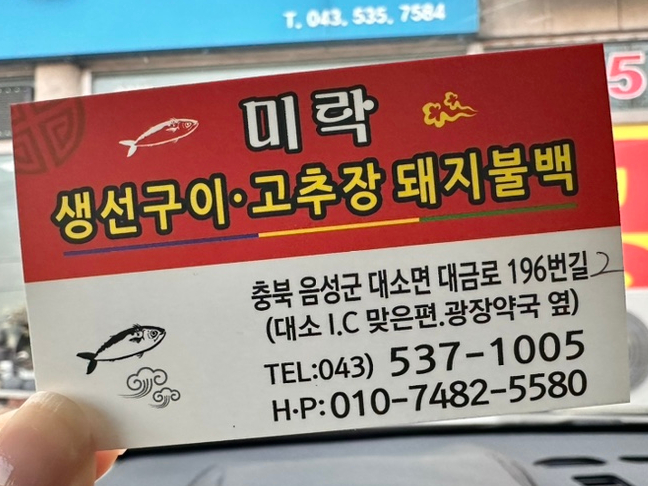 T. 043. 535. 7584
5
미락
생선구이·고추장 돼지불백
충북 음성군 대소면 대금로 196번길 2
(대소 I.C 맞은편.광장약국 옆)
TEL:043) 537-1005
H·P:010-7482-5580